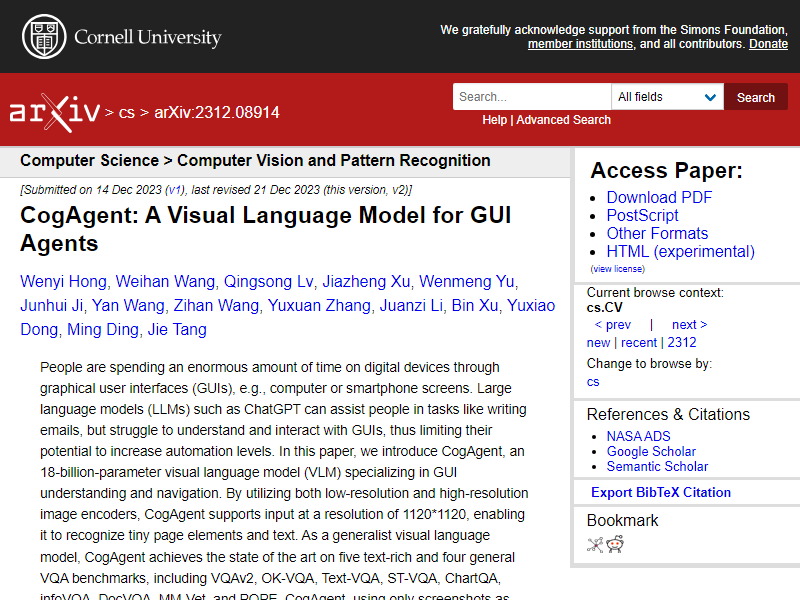 Cornell University
We gratefully acknowledge support from the Simons Foundation,
member institutions, and all contributors. Donate
arXiv > cs > arXiv:2312.08914
Search...
All fields
Search
Help | Advanced Search
Computer Science > Computer Vision and Pattern Recognition
[Submitted on 14 Dec 2023 (v1), last revised 21 Dec 2023 (this version, v2)]
CogAgent: A Visual Language Model for GUI
Agents
Wenyi Hong, Weihan Wang, Qingsong Lv, Jiazheng Xu, Wenmeng Yu,
Junhui Ji, Yan Wang, Zihan Wang, Yuxuan Zhang, Juanzi Li, Bin Xu, Yuxiao
Dong, Ming Ding, Jie Tang
People are spending an enormous amount of time on digital devices through
graphical user interfaces (GUIs), e.g., computer or smartphone screens. Large
language models (LLMs) such as ChatGPT can assist people in tasks like writing
emails, but struggle to understand and interact with GUIs, thus limiting their
potential to increase automation levels. In this paper, we introduce CogAgent, an
18-billion-parameter visual language model (VLM) specializing in GUI
understanding and navigation. By utilizing both low-resolution and high-resolution
image encoders, CogAgent supports input at a resolution of 1120*1120, enabling
it to recognize tiny page elements and text. As a generalist visual language
model, CogAgent achieves the state of the art on five text-rich and four general
VQA benchmarks, including VQAv2, OK-VQA, Text-VQA, ST-VQA, ChartQA,
infoVQA, DocVQA, MM-Vet, and POPE. CogAgent, using only screenshots as
Access Paper:
Download PDF
PostScript
Other Formats
HTML (experimental)
(view license)
Current browse context:
cs.CV
< prev | next >
new | recent | 2312
Change to browse by:
cs
References & Citations
NASA ADS
Google Scholar
Semantic Scholar
Export BibTeX Citation
Bookmark